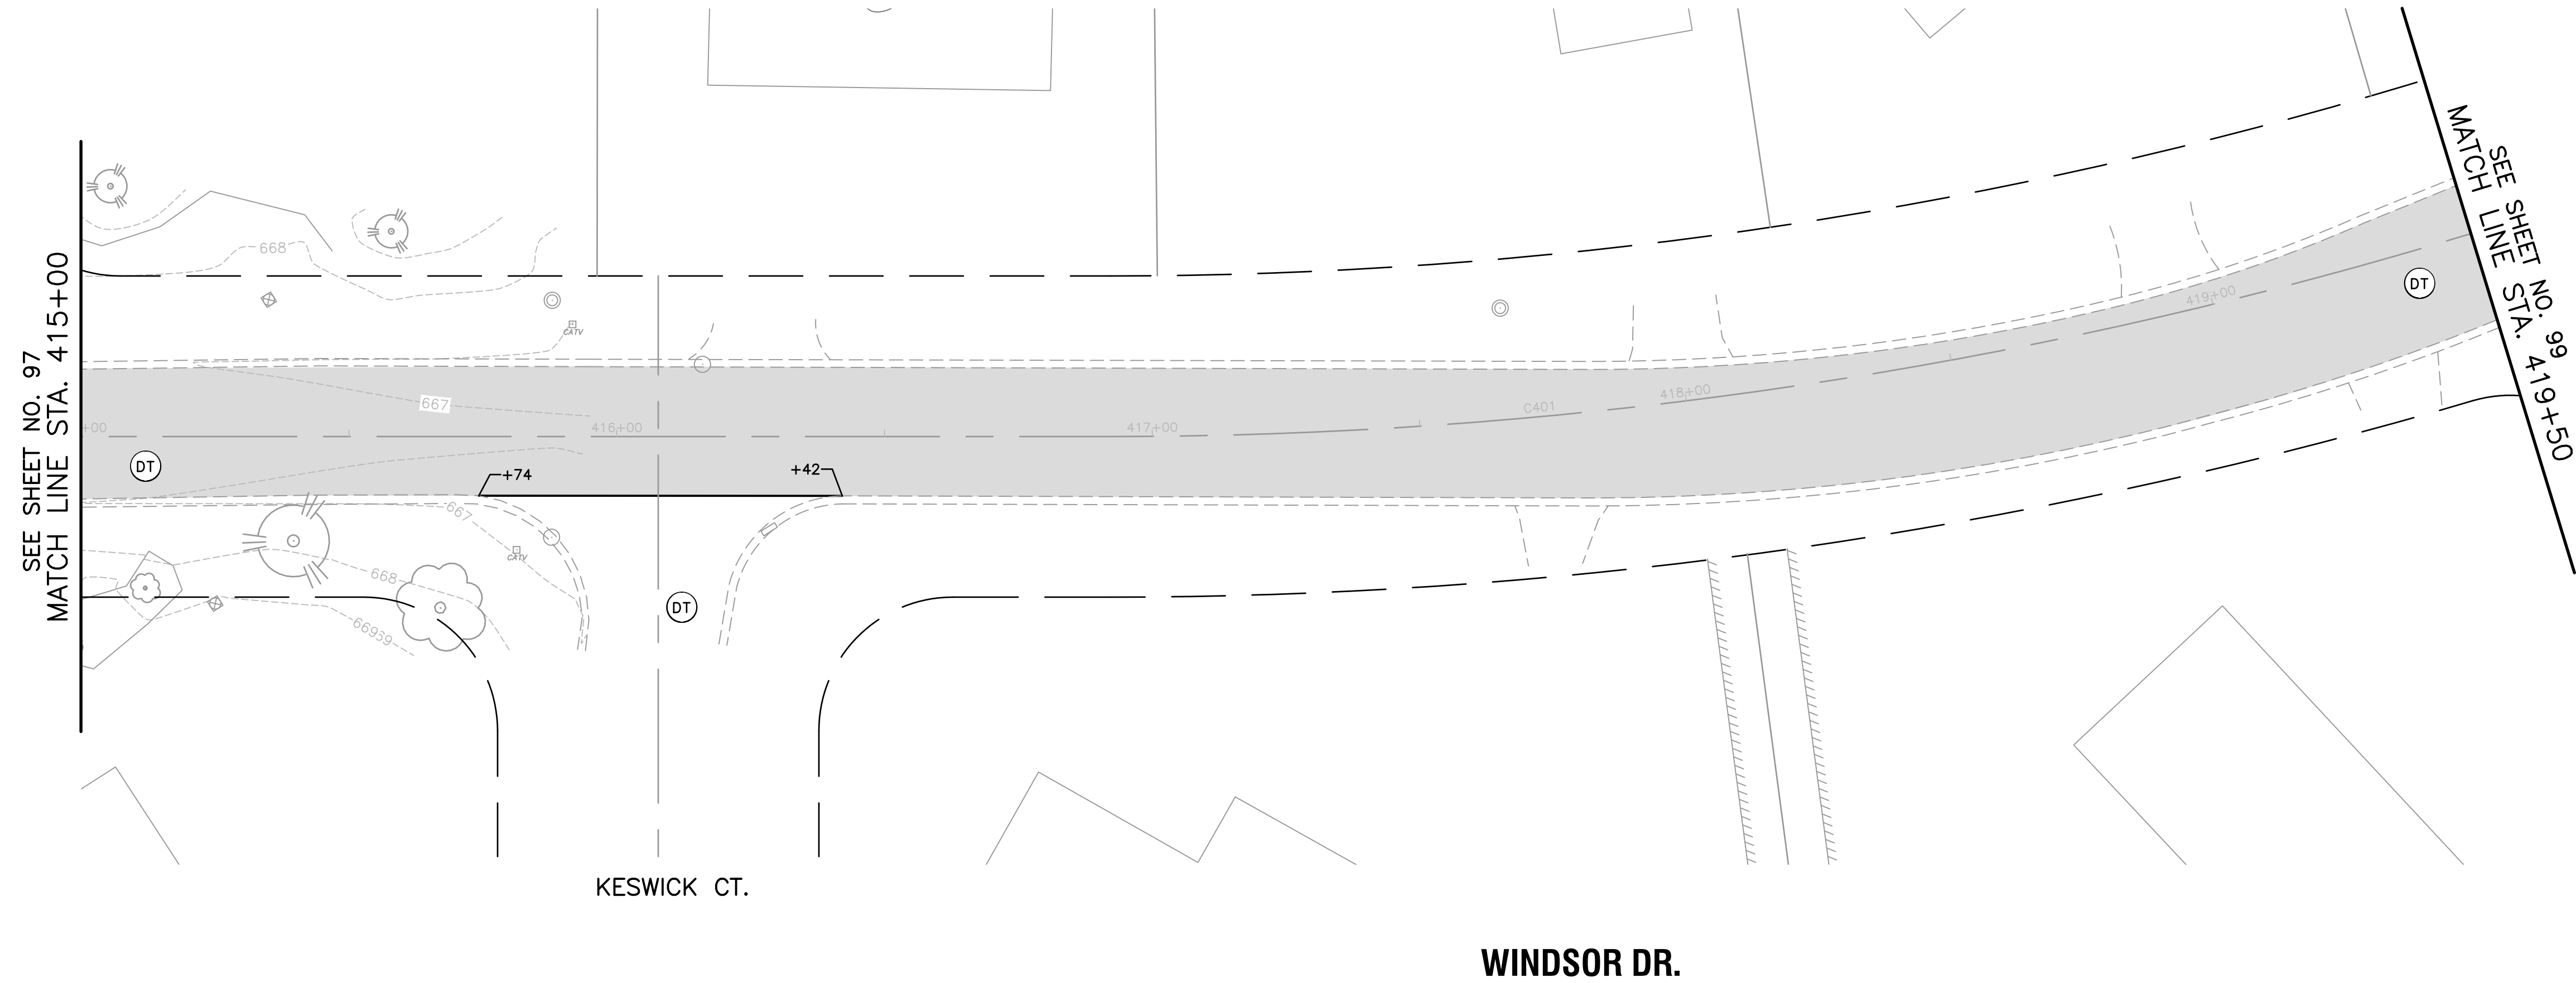 SEE SHEET NO. 97
MATCH LINE STA. 415+00
SEE SHEET NO. 99
MATCH LINE STA. 419+50
668
CATV
419+00
DT
667
418+00
C401
+00
416+00
417+00
DT
+74
+42
667
CATV
668
DT
669
KESWICK CT.
WINDSOR DR.